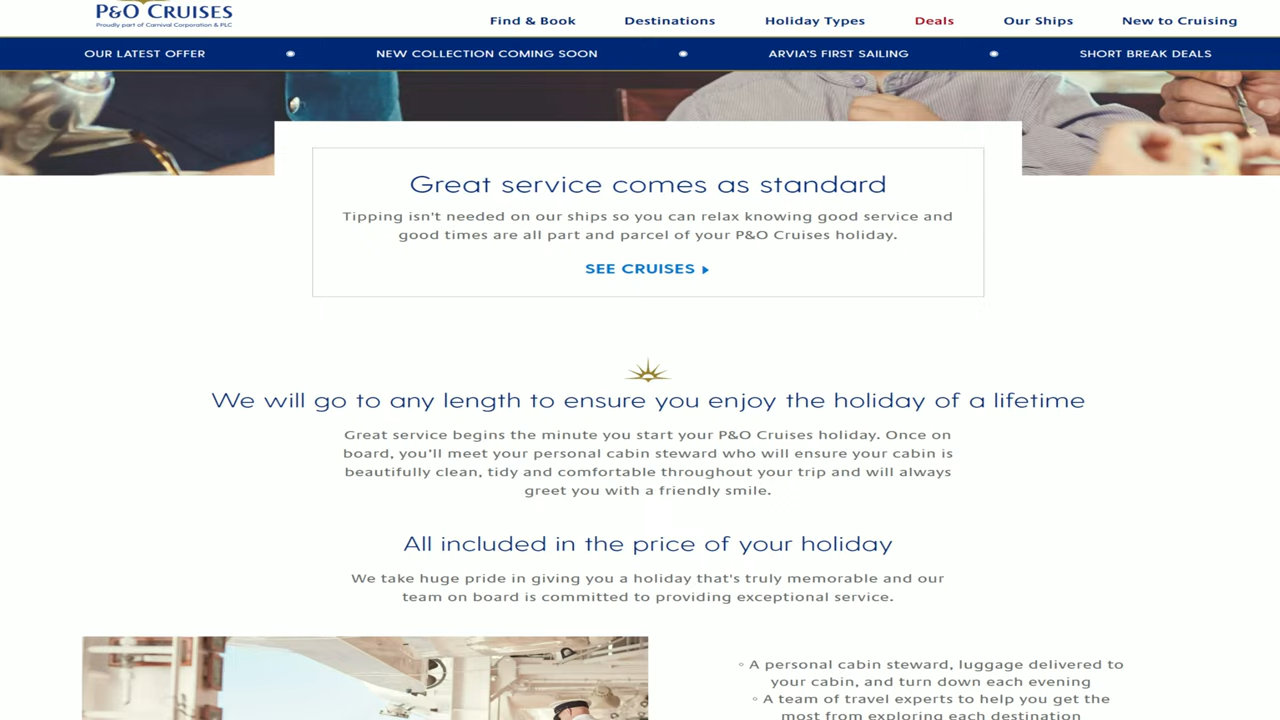 P&O CRUISES
Proudly part of Carnival Corporation & PLC
Find & Book Destinations Holiday Types Deals Our Ships New to Cruising
OUR LATEST OFFER NEW COLLECTION COMING SOON ARVIA'S FIRST SAILING SHORT BREAK DEALS
Great service comes as standard
Tipping isn't needed on our ships so you can relax knowing good service and
good times are all part and parcel of your P&O Cruises holiday.
SEE CRUISES
We will go to any length to ensure you enjoy the holiday of a lifetime
Great service begins the minute you start your P&O Cruises holiday. Once on
board, you'll meet your personal cabin steward who will ensure your cabin is
beautifully clean, tidy and comfortable throughout your trip and will always
greet you with a friendly smile.
All included in the price of your holiday
We take huge pride in giving you a holiday that's truly memorable and our
team on board is committed to providing exceptional service.
◦ A personal cabin steward, luggage delivered to
your cabin, and turn down each evening
◦ A team of travel experts to help you get the
most from exploring each destination